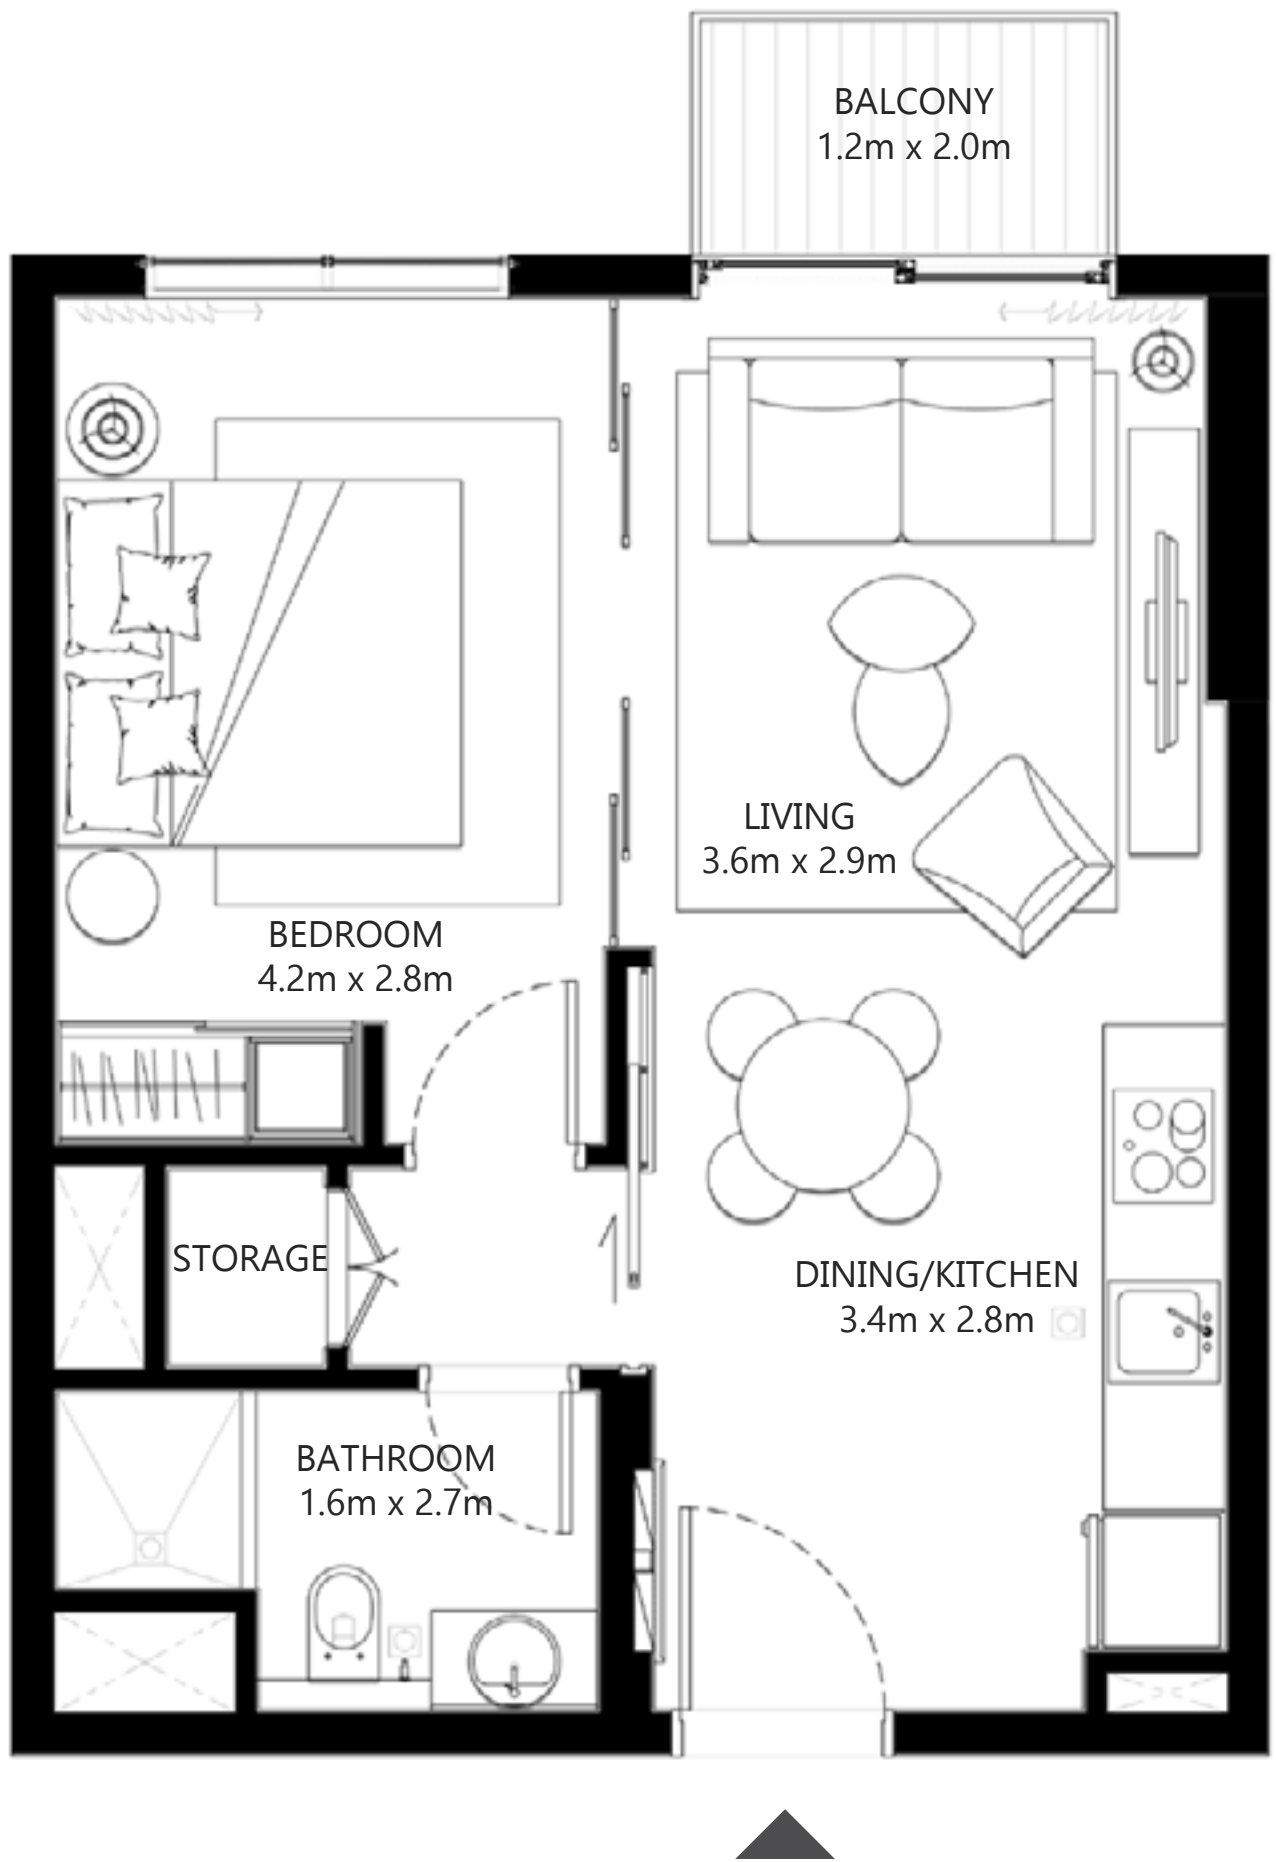 BALCONY
1.2m x 2.0m
LIVING
3.6m x 2.9m
BEDROOM
4.2m x 2.8m
STORAGE
DINING/KITCHEN
3.4m x 2.8m
BATHROOM
1.6m x 2.7m